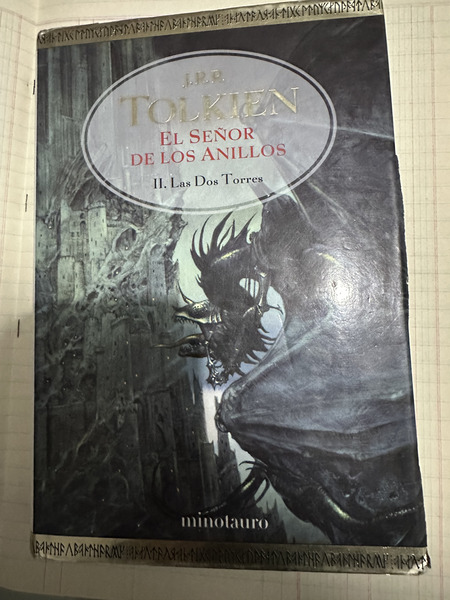 J.R.R.
TOLKIEN
EL SEÑOR
DE LOS ANILLOS
II. Las Dos Torres
minotauro